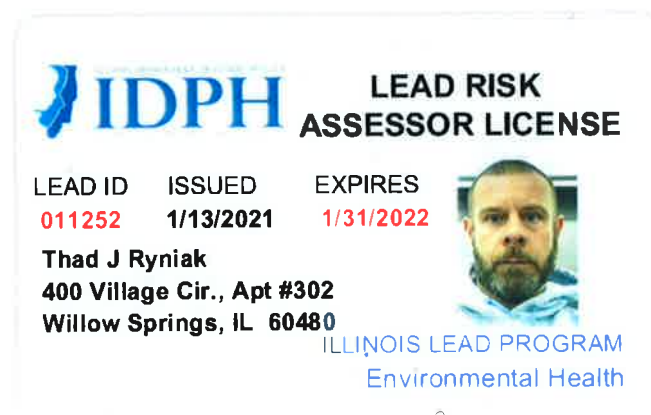 IDPH
LEAD RISK
ASSESSOR LICENSE
LEAD ID ISSUED EXPIRES
011252 1/13/2021 1/31/2022
Thad J Ryniak
400 Village Cir., Apt #302
Willow Springs, IL 60480
ILLINOIS LEAD PROGRAM
Environmental Health